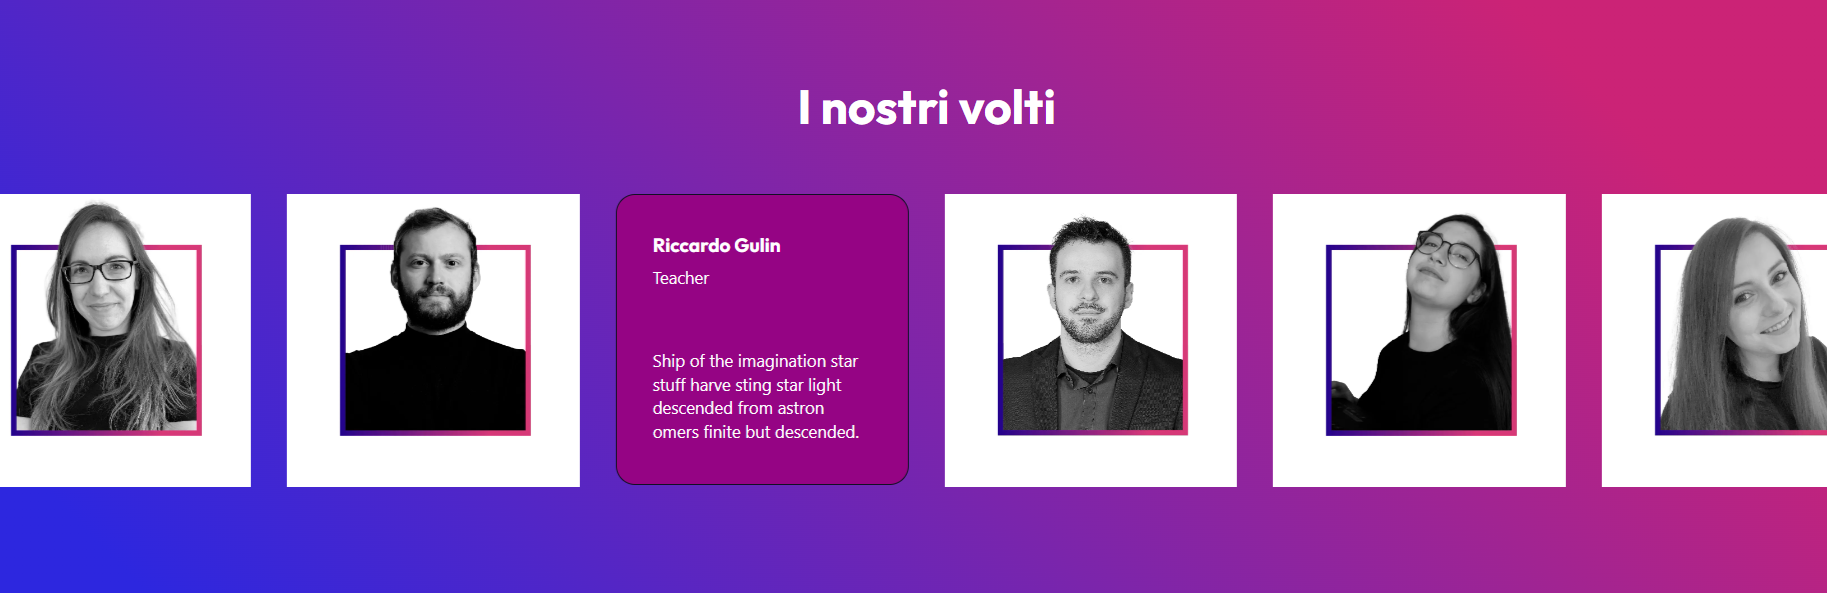 I nostri volti
Riccardo Gulin
Teacher
Ship of the imagination star
stuff harve sting star light
descended from astron
omers finite but descended.